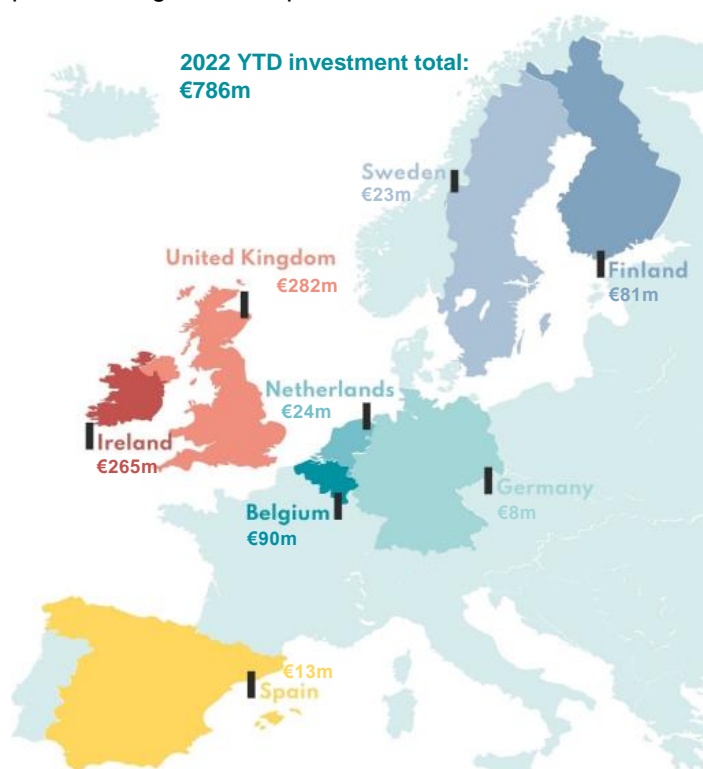 2022 YTD investment total:
€786m
Sweden
€23m
United Kingdom
€282m
Finland
€81m
Netherlands
€24m
Ireland
€265m
Germany
€8m
Belgium
€90m
€13m
Spain